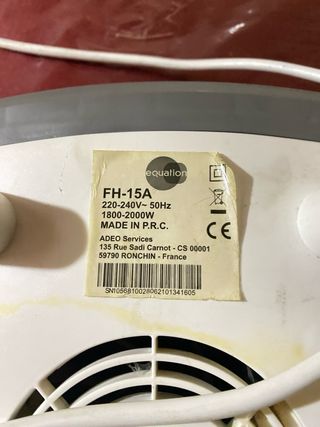 equation
FH-15A
220-240V~ 50Hz
1800-2000W
MADE IN P.R.C.
ADEO Services
135 Rue Sadi Carnot - CS 00001
59790 RONCHIN - France
CE
SN1056810028062101341605